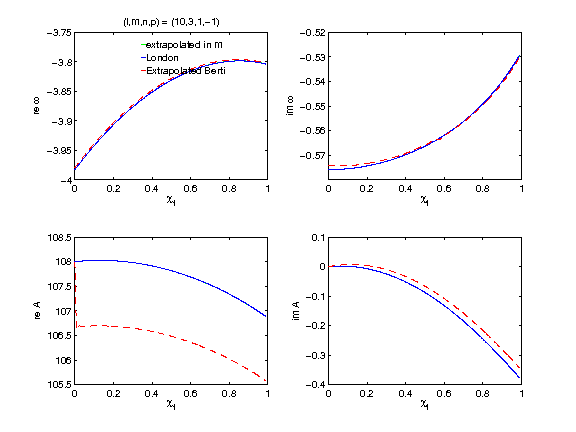 (l,m,n,p) = (10,3,1,−1)
−3.75
−3.8
−3.85
−3.9
−3.95
−4
re ω
extrapolated in m
London
Extrapolated Berti
0 0.2 0.4 0.6 0.8 1
χf
−0.52
−0.53
−0.54
−0.55
−0.56
−0.57
im ω
0 0.2 0.4 0.6 0.8 1
χf
108.5
108
107.5
107
106.5
106
105.5
re A
0 0.2 0.4 0.6 0.8 1
χf
0.1
0
−0.1
−0.2
−0.3
−0.4
im A
0 0.2 0.4 0.6 0.8 1
χf